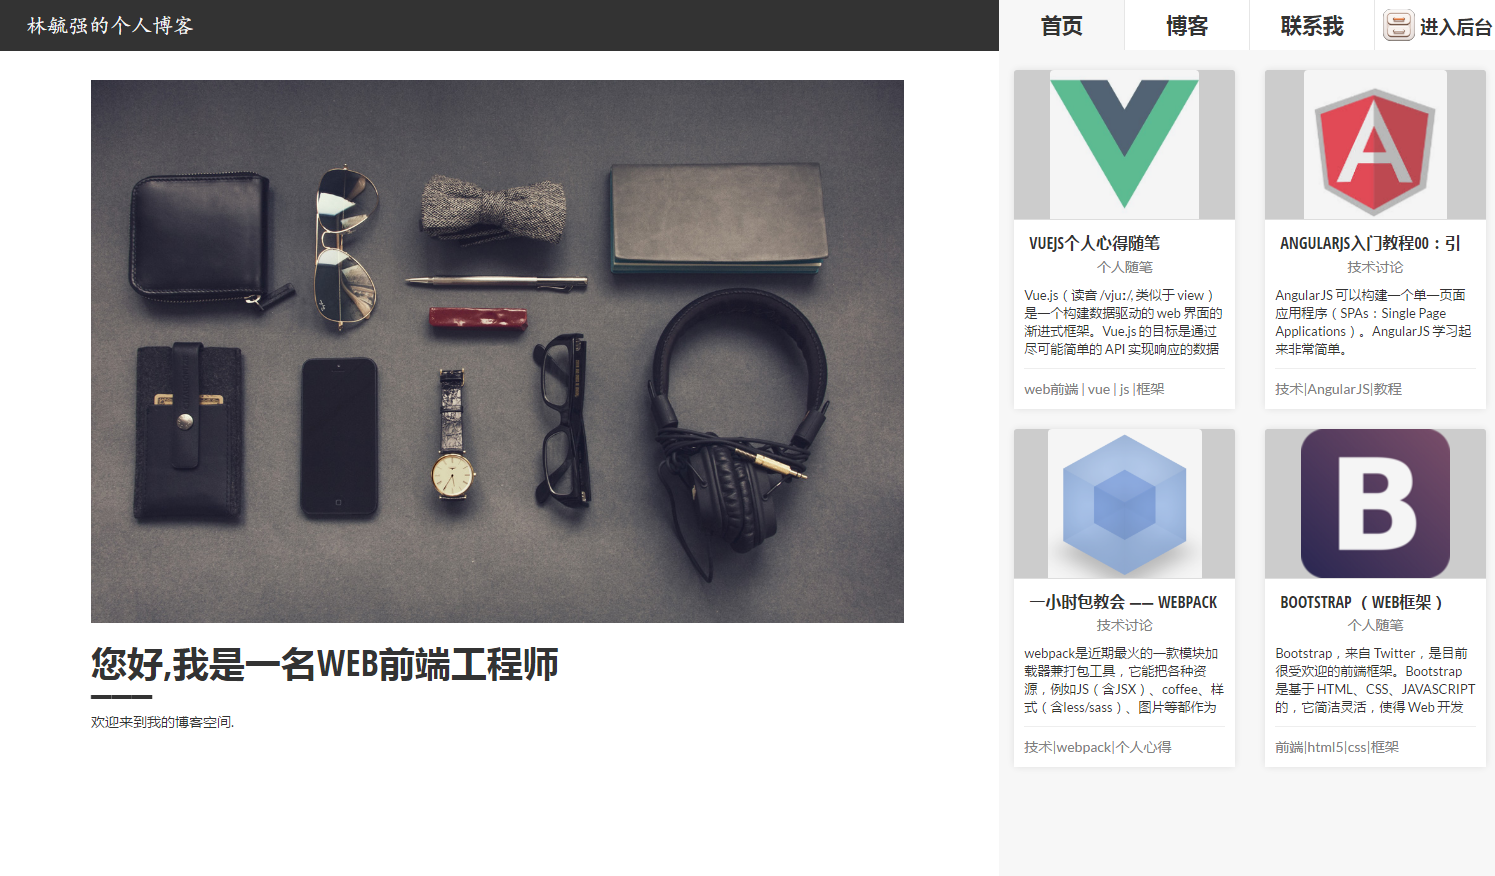 林毓强的个人博客
首页
博客
联系我
进入后台
您好,我是一名WEB前端工程师
欢迎来到我的博客空间.
VUEJS个人心得随笔
个人随笔
Vue.js（读音 /vjuː/, 类似于 view）
是一个构建数据驱动的 web 界面的
渐进式框架。Vue.js 的目标是通过
尽可能简单的 API 实现响应的数据
web前端 | vue | js |框架
A
ANGULARJS入门教程00：引
技术讨论
AngularJS 可以构建一个单一页面
应用程序（SPAs：Single Page
Applications）。AngularJS 学习起
来非常简单。
技术|AngularJS|教程
一小时包教会 —— WEBPACK
技术讨论
webpack是近期最火的一款模块加
载器兼打包工具，它能把各种资
源，例如JS（含JSX）、coffee、样
式（含less/sass）、图片等都作为
技术|webpack|个人心得
B
BOOTSTRAP （ WEB框架 ）
个人随笔
Bootstrap，来自 Twitter，是目前
很受欢迎的前端框架。Bootstrap
是基于 HTML、CSS、JAVASCRIPT
的，它简洁灵活，使得 Web 开发
前端|html5|css|框架